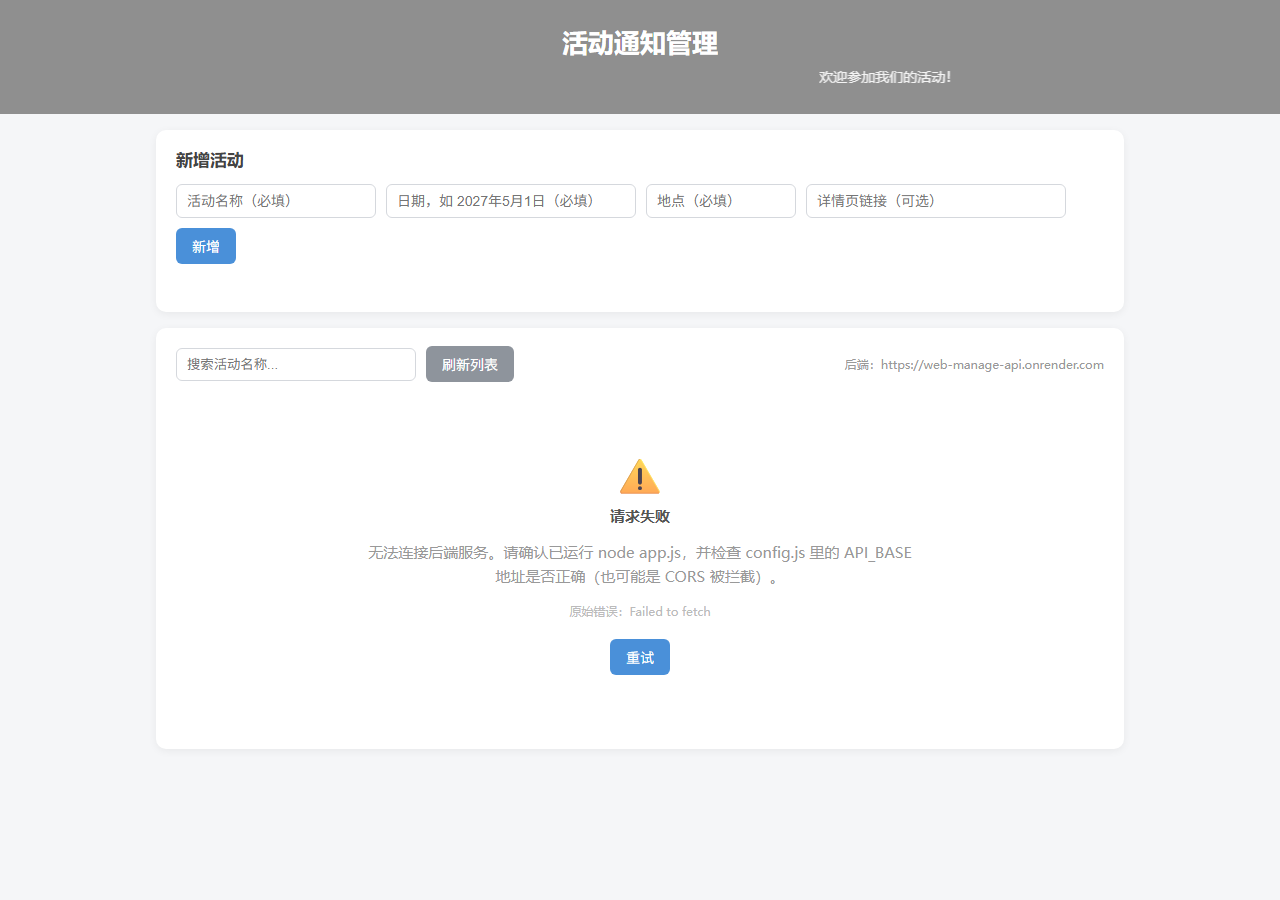 活动通知管理
欢迎参加我们的活动!
新增活动
活动名称（必填）
日期，如 2027年5月1日（必填）
地点（必填）
详情页链接（可选）
新增
搜索活动名称...
刷新列表
后端：https://web-manage-api.onrender.com
请求失败
无法连接后端服务。请确认已运行 node app.js，并检查 config.js 里的 API_BASE
地址是否正确（也可能是 CORS 被拦截）。
原始错误：Failed to fetch
重试